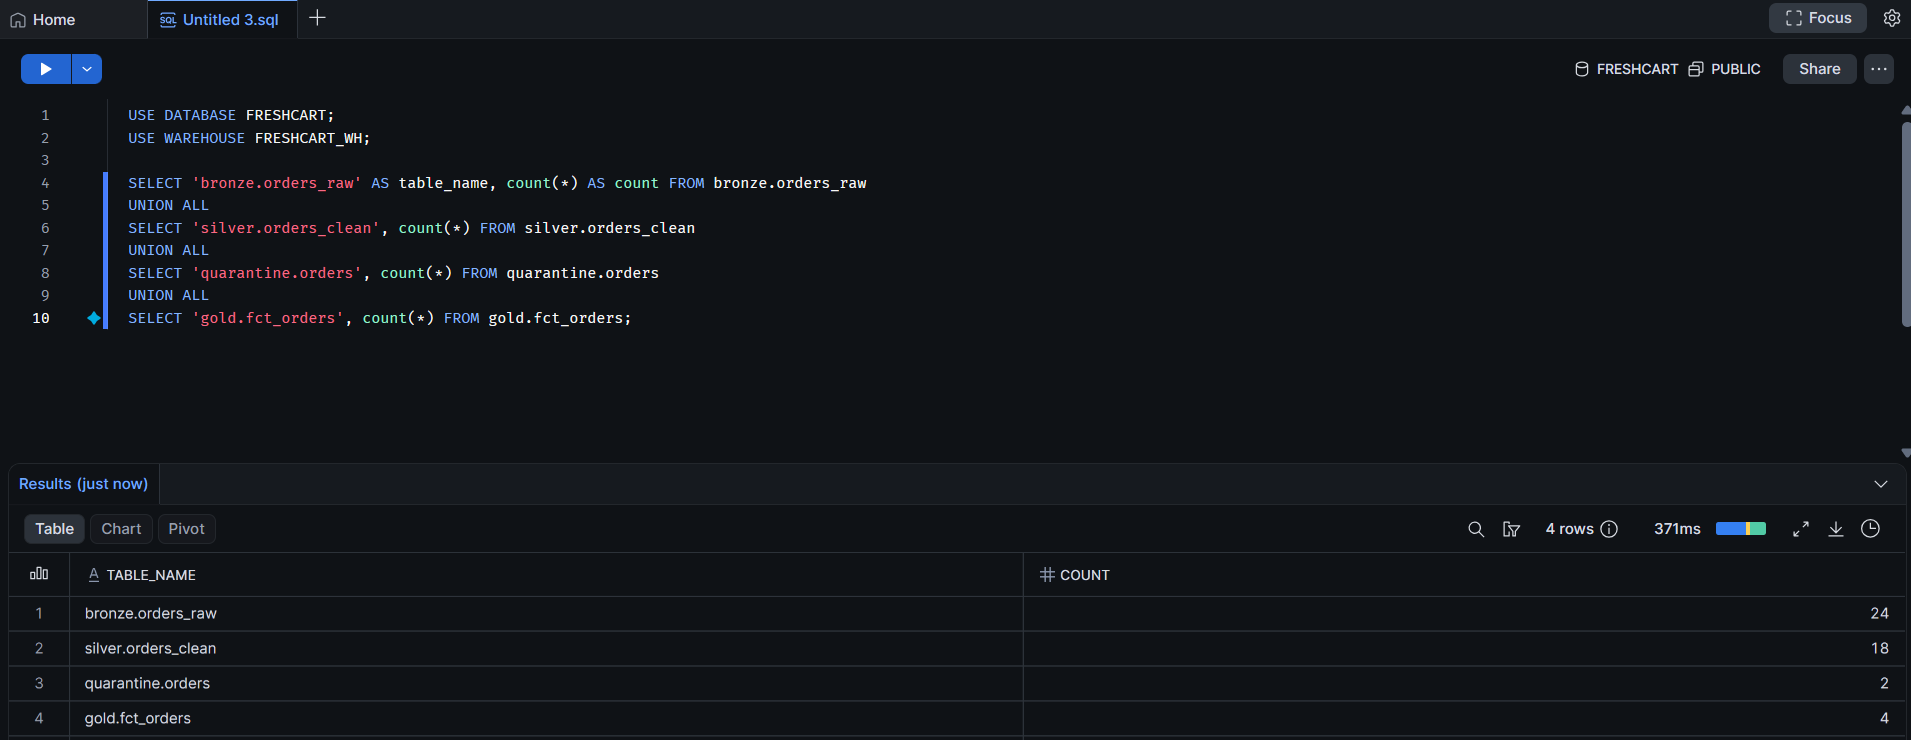 Home
SQL Untitled 3.sql
Focus
FRESHCART PUBLIC Share
1 USE DATABASE FRESHCART;
2 USE WAREHOUSE FRESHCART_WH;
3
4 SELECT 'bronze.orders_raw' AS table_name, count(*) AS count FROM bronze.orders_raw
5 UNION ALL
6 SELECT 'silver.orders_clean', count(*) FROM silver.orders_clean
7 UNION ALL
8 SELECT 'quarantine.orders', count(*) FROM quarantine.orders
9 UNION ALL
10 SELECT 'gold.fct_orders', count(*) FROM gold.fct_orders;
Results (just now)
Table Chart Pivot 4 rows 371ms
A TABLE_NAME # COUNT
1 bronze.orders_raw 24
2 silver.orders_clean 18
3 quarantine.orders 2
4 gold.fct_orders 4